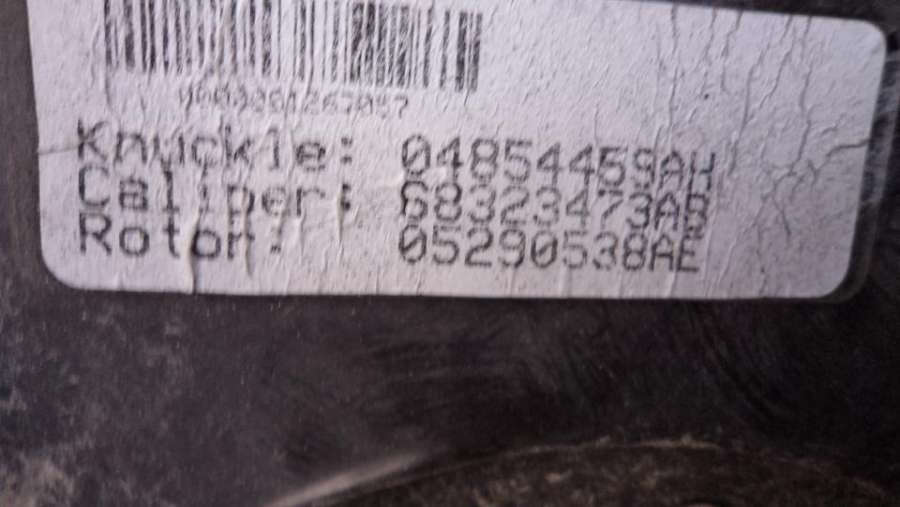 Knuckle: 04854459AH
Caliper: 68323473AB
Rotor: 05290538AE